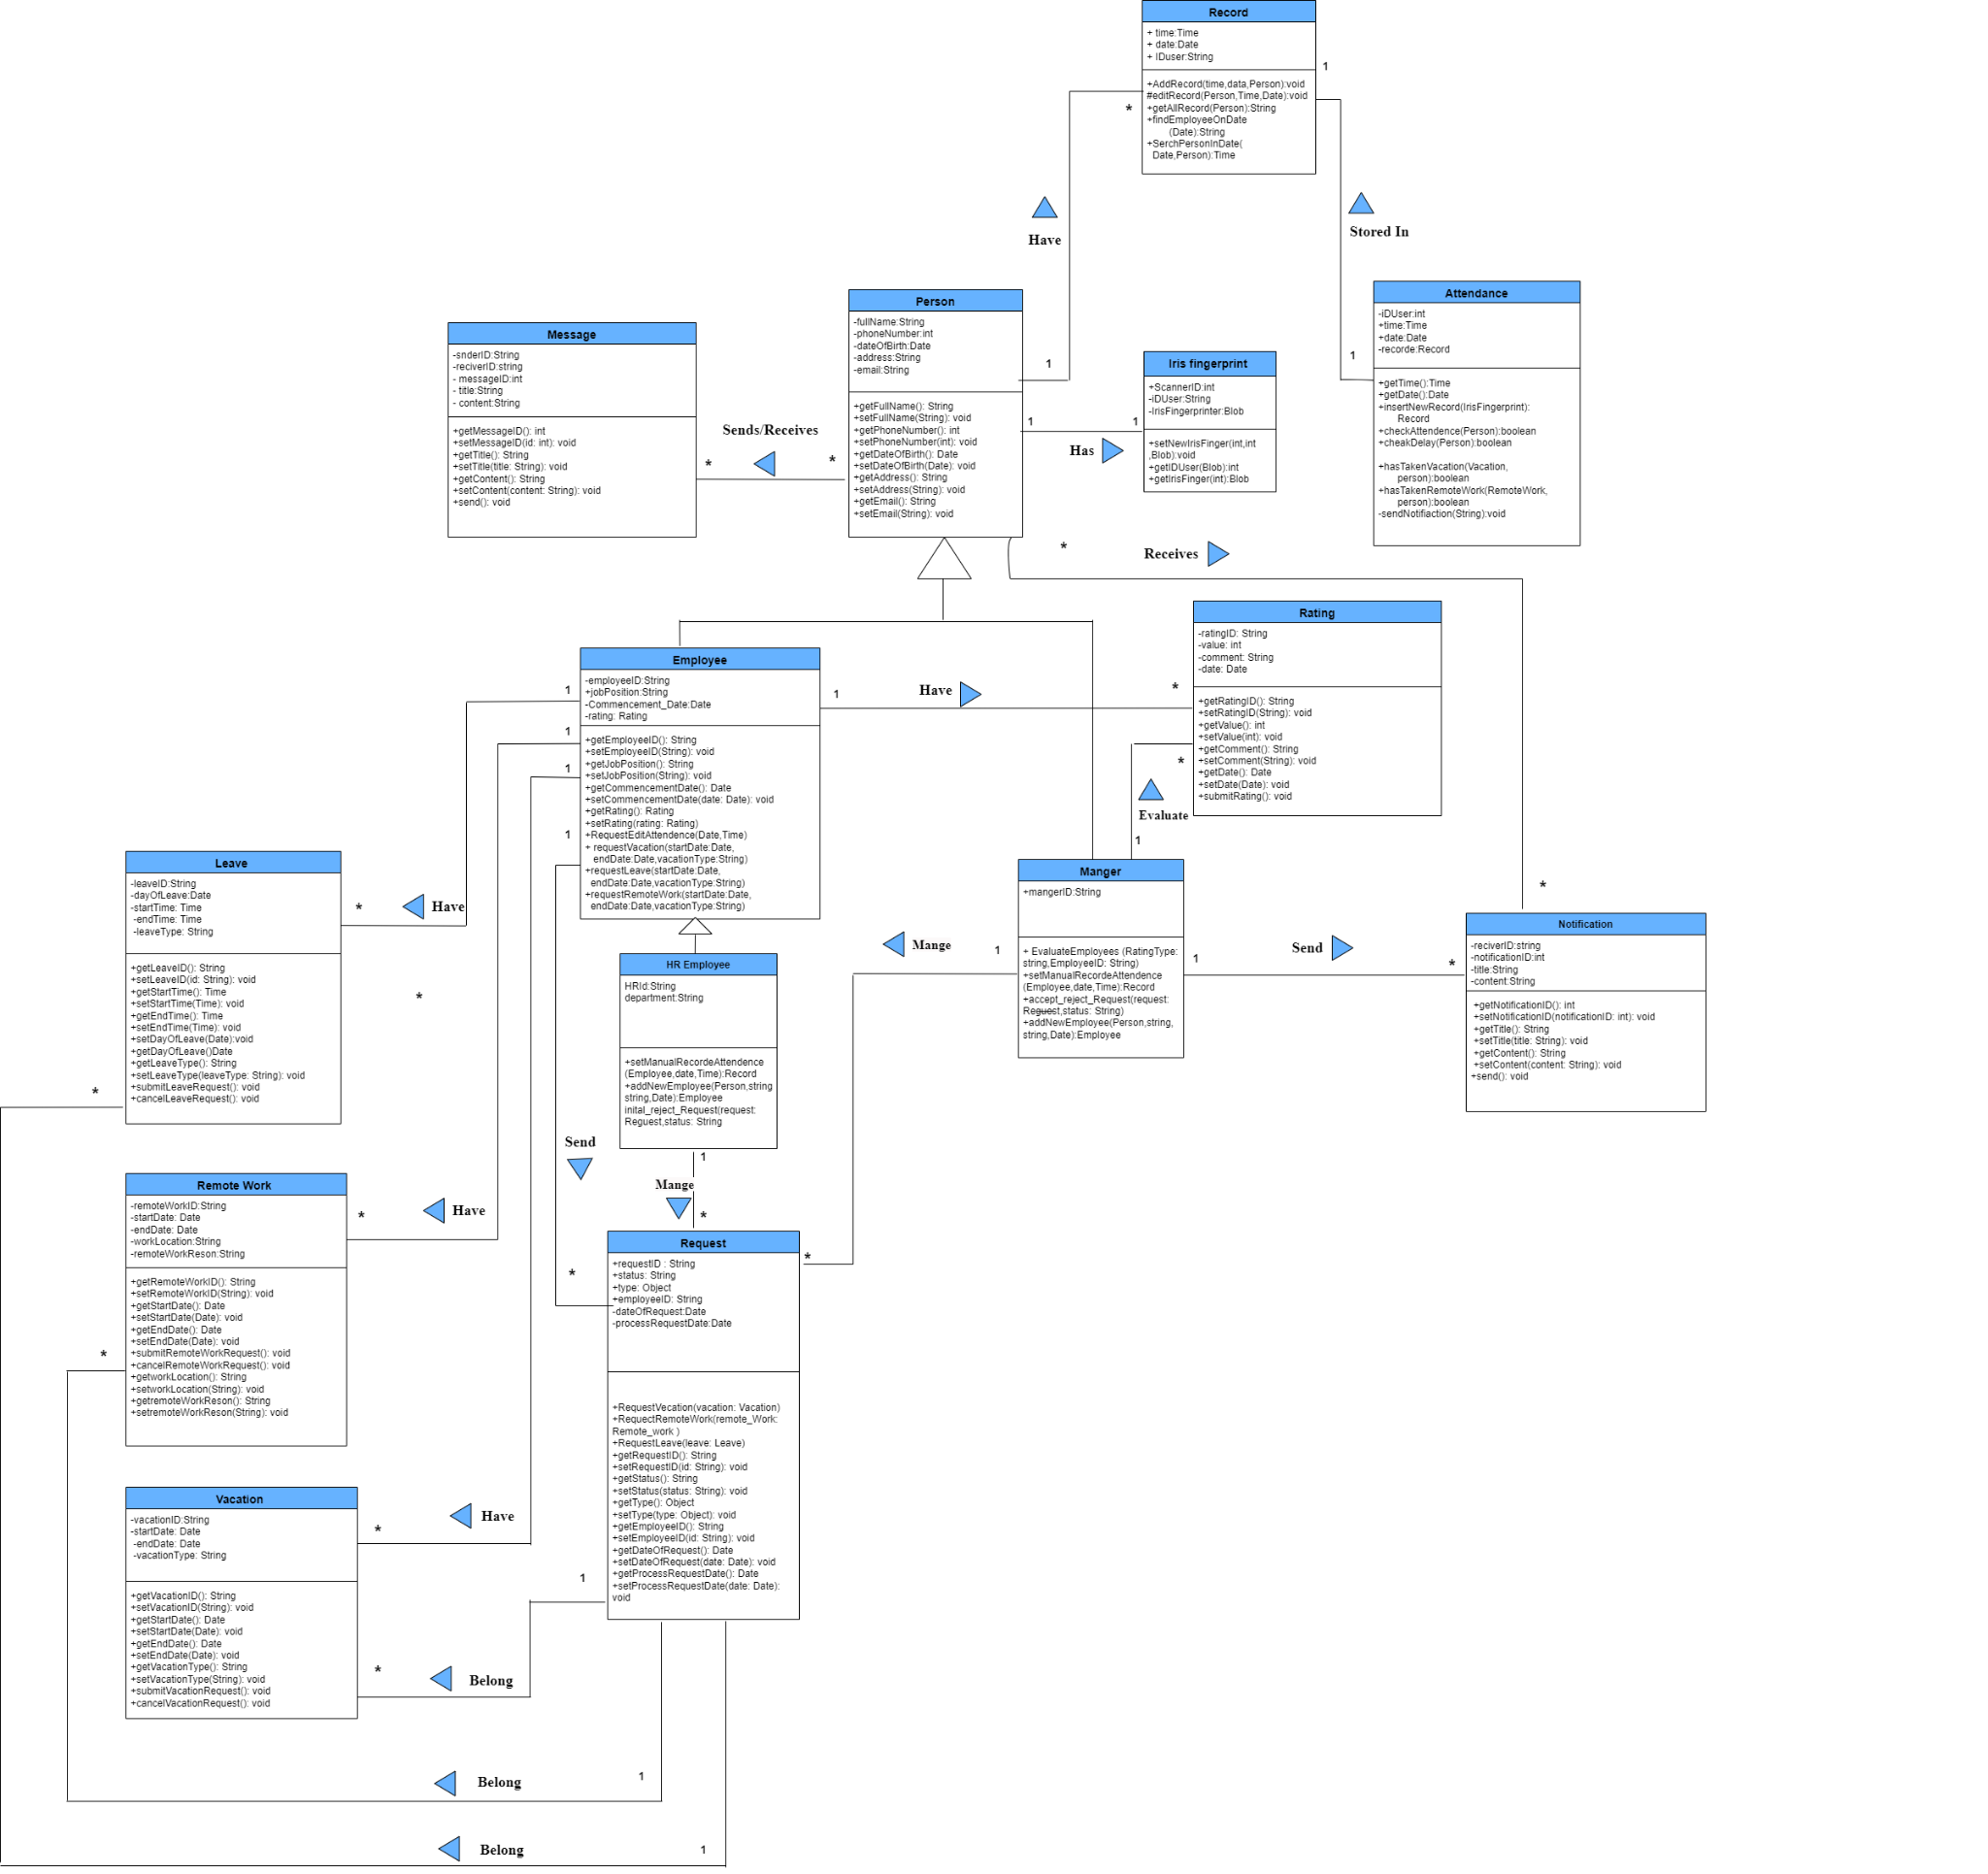 Record
+ time:Time
+ date:Date
+ IDuser:String
+AddRecord(time,data,Person):void
#editRecord(Person,Time,Date):void
+getAllRecord(Person):String
+findEmployeeOnDate
(Date):String
+SerchPersonInDate(
Date,Person):Time
1
*
Have
Stored In
1
1
Person
-fullName:String
-phoneNumber:int
-dateOfBirth:Date
-address:String
-email:String
+getFullName(): String
+setFullName(String): void
+getPhoneNumber(): int
+setPhoneNumber(int): void
+getDateOfBirth(): Date
+setDateOfBirth(Date): void
+getAddress(): String
+setAddress(String): void
+getEmail(): String
+setEmail(String): void
Attendance
-iDUser:int
+time:Time
+date:Date
-recorde:Record
+getTime():Time
+getDate():Date
+insertNewRecord(IrisFingerprint):
Record
+checkAttendence(Person):boolean
+cheakDelay(Person):boolean
+hasTakenVacation(Vacation,
person):boolean
+hasTakenRemoteWork(RemoteWork,
person):boolean
-sendNotifiaction(String):void
Message
-snderID:String
-reciverID:string
- messageID:int
- title:String
- content:String
+getMessageID(): int
+setMessageID(id: int): void
+getTitle(): String
+setTitle(title: String): void
+getContent(): String
+setContent(content: String): void
+send(): void
Sends/Receives
*
*
Iris fingerprint
+ScannerID:int
-iDUser:String
-IrisFingerprinter:Blob
+setNewIrisFinger(int,int
,Blob):void
+getIDUser(Blob):int
+getIrisFinger(int):Blob
1
Has
1
*
Receives
Rating
-ratingID: String
-value: int
-comment: String
-date: Date
+getRatingID(): String
+setRatingID(String): void
+getValue(): int
+setValue(int): void
+getComment(): String
+setComment(String): void
+getDate(): Date
+setDate(Date): void
+submitRating(): void
Employee
-employeeID:String
+jobPosition:String
-Commencement_Date:Date
-rating: Rating
+getEmployeeID(): String
+setEmployeeID(String): void
+getJobPosition(): String
+setJobPosition(String): void
+getCommencementDate(): Date
+setCommencementDate(date: Date): void
+getRating(): Rating
+setRating(rating: Rating)
+RequestEditAttendence(Date,Time)
+ requestVacation(startDate:Date,
endDate:Date,vacationType:String)
+requestLeave(startDate:Date,
endDate:Date,vacationType:String)
+requestRemoteWork(startDate:Date,
endDate:Date,vacationType:String)
1
Have
*
1
1
1
1
*
Evaluate
1
Leave
-leaveID:String
-dayOfLeave:Date
-startTime: Time
-endTime: Time
-leaveType: String
+getLeaveID(): String
+setLeaveID(id: String): void
+getStartTime(): Time
+setStartTime(Time): void
+getEndTime(): Time
+setEndTime(Time): void
+setDayOfLeave(Date):void
+getDayOfLeave()Date
+getLeaveType(): String
+setLeaveType(leaveType: String): void
+submitLeaveRequest(): void
+cancelLeaveRequest(): void
*
Have
*
*
Manger
+mangerID:String
+ EvaluateEmployees (RatingType:
string,EmployeeID: String)
+setManualRecordeAttendence
(Employee,date,Time):Record
+accept_reject_Request(request:
Reguest,status: String)
+addNewEmployee(Person,string,
string,Date):Employee
Mange
1
1
Send
*
*
Notification
-reciverID:string
-notificationID:int
-title:String
-content:String
+getNotificationID(): int
+setNotificationID(notificationID: int): void
+getTitle(): String
+setTitle(title: String): void
+getContent(): String
+setContent(content: String): void
+send(): void
HR Employee
HRId:String
department:String
+setManualRecordeAttendence
(Employee,date,Time):Record
+addNewEmployee(Person,string
string,Date):Employee
inital_reject_Request(request:
Reguest,status: String
Send
1
Mange
*
*
*
Remote Work
-remoteWorkID:String
-startDate: Date
-endDate: Date
-workLocation:String
-remoteWorkReson:String
+getRemoteWorkID(): String
+setRemoteWorkID(String): void
+getStartDate(): Date
+setStartDate(Date): void
+getEndDate(): Date
+setEndDate(Date): void
+submitRemoteWorkRequest(): void
+cancelRemoteWorkRequest(): void
+getworkLocation(): String
+setworkLocation(String): void
+getremoteWorkReson(): String
+setremoteWorkReson(String): void
*
Have
*
Request
+requestID : String
+status: String
+type: Object
+employeeID: String
-dateOfRequest:Date
-processRequestDate:Date
+RequestVecation(vacation: Vacation)
+RequectRemoteWork(remote_Work:
Remote_work )
+RequestLeave(leave: Leave)
+getRequestID(): String
+setRequestID(id: String): void
+getStatus(): String
+setStatus(status: String): void
+getType(): Object
+setType(type: Object): void
+getEmployeeID(): String
+setEmployeeID(id: String): void
+getDateOfRequest(): Date
+setDateOfRequest(date: Date): void
+getProcessRequestDate(): Date
+setProcessRequestDate(date: Date):
void
Vacation
-vacationID:String
-startDate: Date
-endDate: Date
-vacationType: String
+getVacationID(): String
+setVacationID(String): void
+getStartDate(): Date
+setStartDate(Date): void
+getEndDate(): Date
+setEndDate(Date): void
+getVacationType(): String
+setVacationType(String): void
+submitVacationRequest(): void
+cancelVacationRequest(): void
*
Have
1
*
Belong
Belong
1
Belong
1